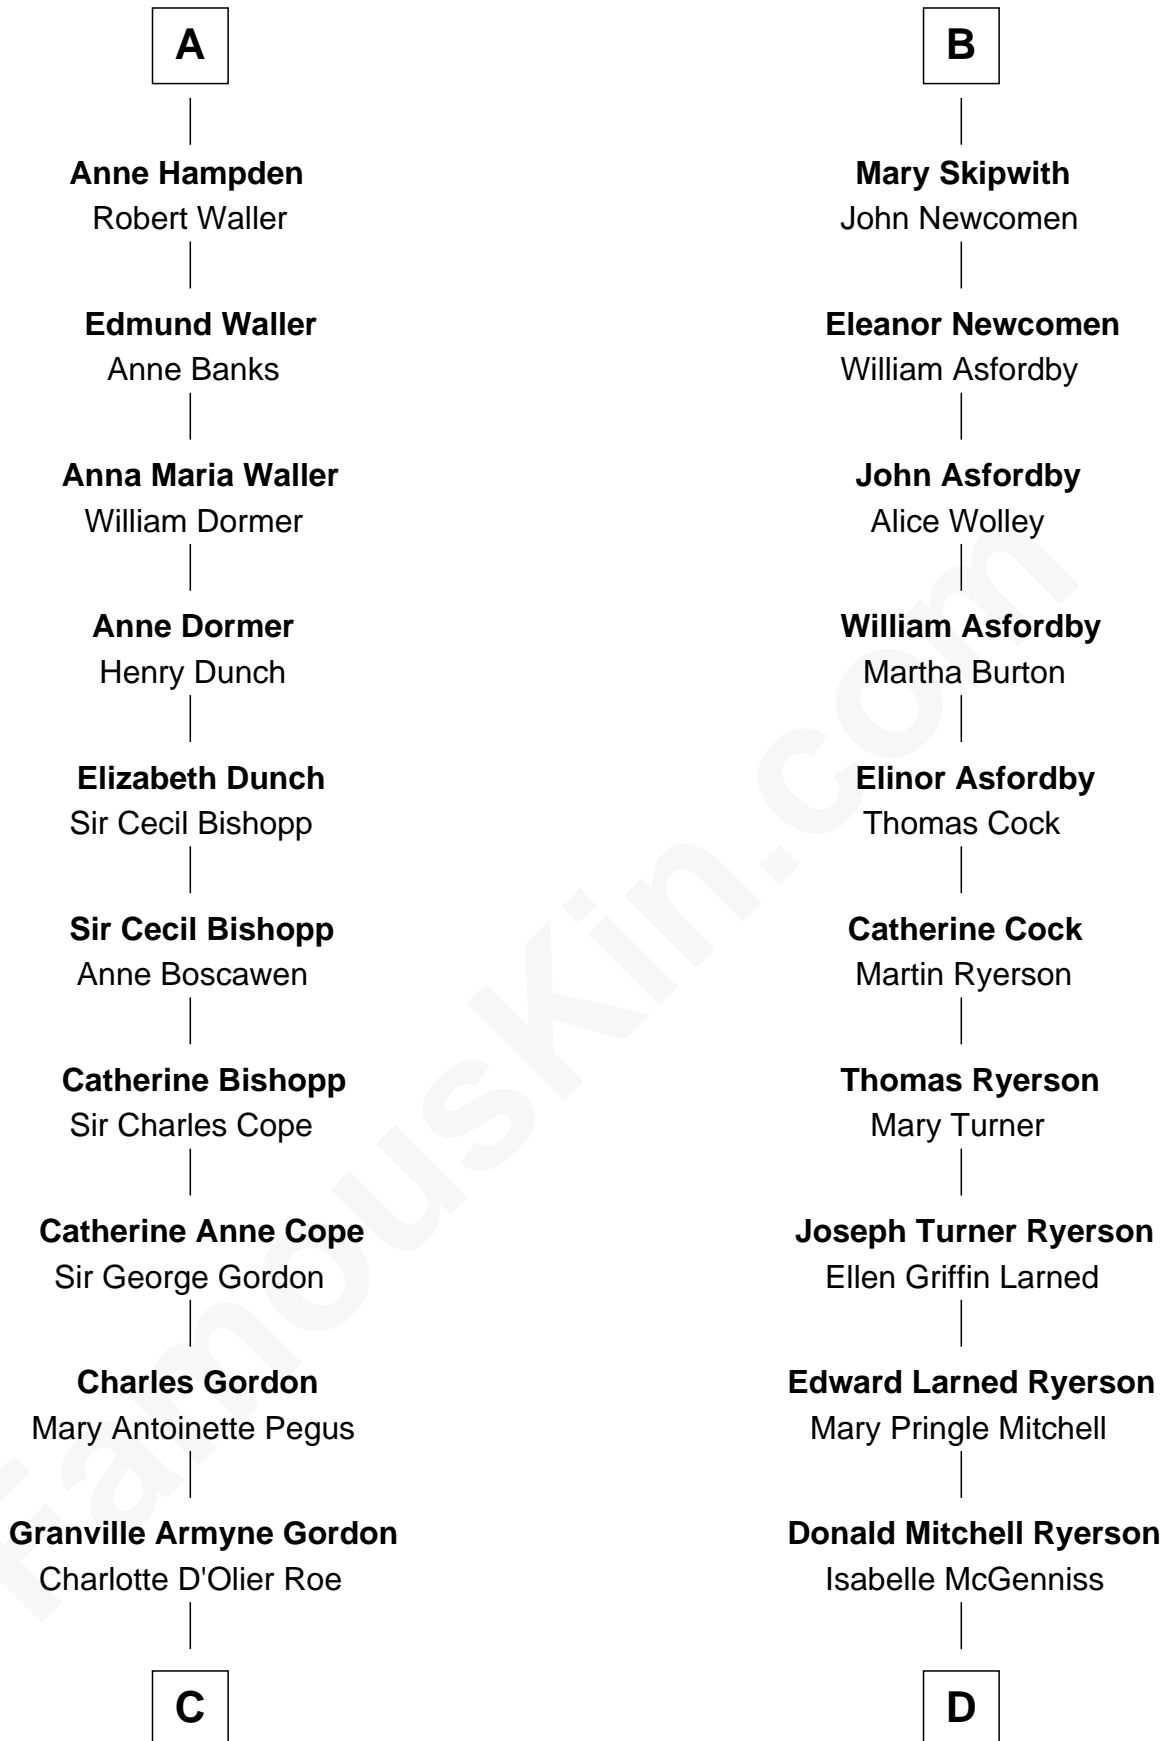 A
Anne Hampden
Robert Waller
Edmund Waller
Anne Banks
Anna Maria Waller
William Dormer
Anne Dormer
Henry Dunch
Elizabeth Dunch
Sir Cecil Bishopp
Sir Cecil Bishopp
Anne Boscawen
Catherine Bishopp
Sir Charles Cope
Catherine Anne Cope
Sir George Gordon
Charles Gordon
Mary Antoinette Pegus
Granville Armyne Gordon
Charlotte D'Olier Roe
C
B
Mary Skipwith
John Newcomen
Eleanor Newcomen
William Asfordby
John Asfordby
Alice Wolley
William Asfordby
Martha Burton
Elinor Asfordby
Thomas Cock
Catherine Cock
Martin Ryerson
Thomas Ryerson
Mary Turner
Joseph Turner Ryerson
Ellen Griffin Larned
Edward Larned Ryerson
Mary Pringle Mitchell
Donald Mitchell Ryerson
Isabelle McGenniss
D
FamousKin.com